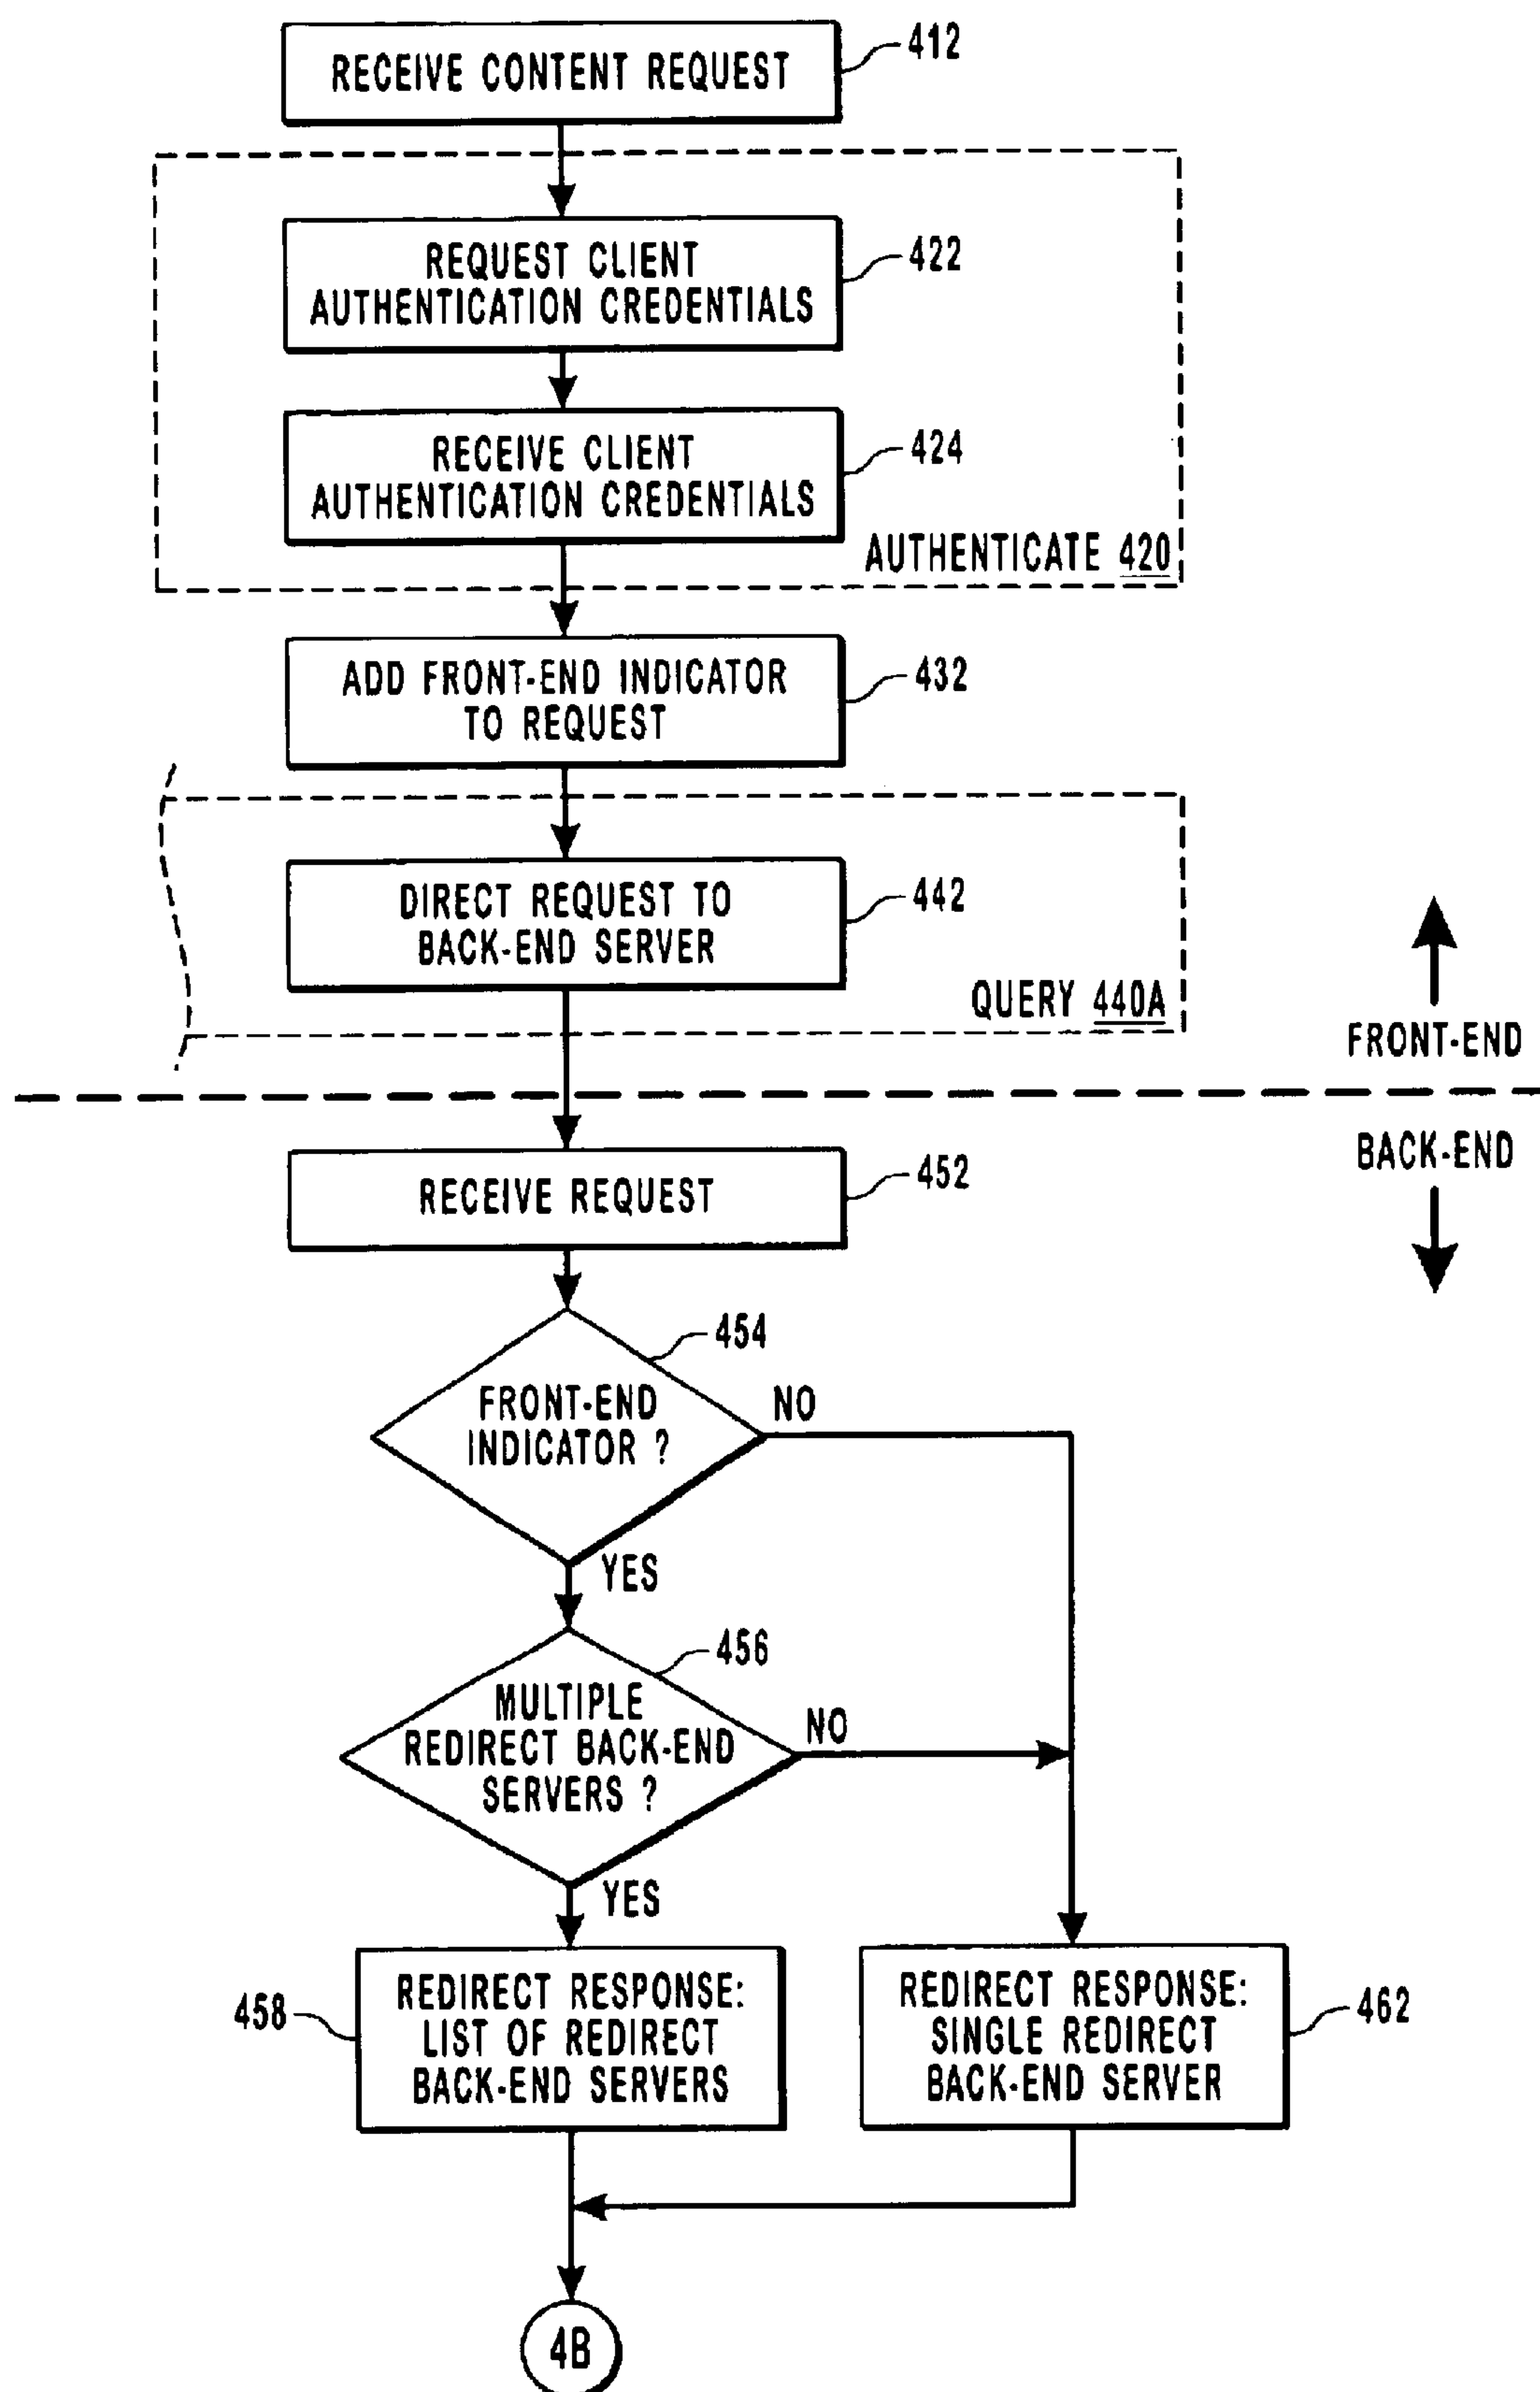 RECEIVE CONTENT REQUEST
412
REQUEST CLIENT
AUTHENTICATION CREDENTIALS
422
RECEIVE CLIENT
AUTHENTICATION CREDENTIALS
424
AUTHENTICATE 420
ADD FRONT-END INDICATOR
TO REQUEST
432
DIRECT REQUEST TO
BACK-END SERVER
442
QUERY 440A
FRONT-END
BACK-END
RECEIVE REQUEST
452
FRONT-END
INDICATOR ?
454
NO
YES
MULTIPLE
REDIRECT BACK-END
SERVERS ?
456
NO
YES
458
REDIRECT RESPONSE:
LIST OF REDIRECT
BACK-END SERVERS
REDIRECT RESPONSE:
SINGLE REDIRECT
BACK-END SERVER
462
4B